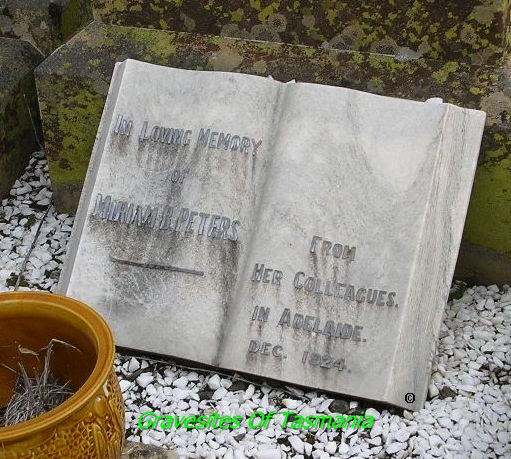 IN LOVING MEMORY
OF
MIRIAM B. PETERS
FROM
HER COLLEAGUES.
IN ADELAIDE.
DEC. 1924.
©
Gravesites Of Tasmania